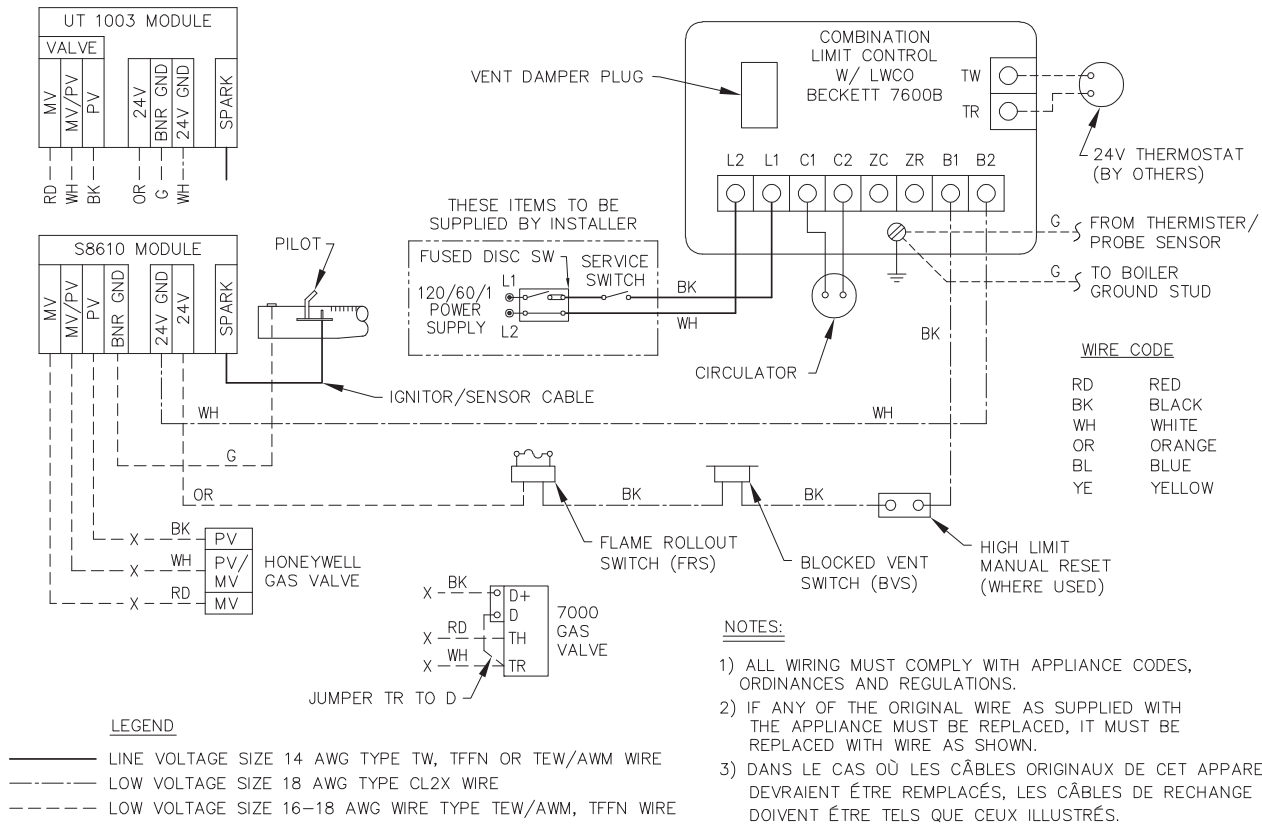 UT 1003 MODULE
VALVE
MV
MV/PV
PV
24V
BNR GND
24V GND
SPARK
RD
WH
BK
OR
G
WH
VENT DAMPER PLUG
COMBINATION
LIMIT CONTROL
W/ LWCO
BECKETT 7600B
TW
TR
24V THERMOSTAT
(BY OTHERS)
L2 L1 C1 C2 ZC ZR B1 B2
THESE ITEMS TO BE
SUPPLIED BY INSTALLER
FUSED DISC SW
SERVICE
SWITCH
L1
120/60/1
POWER
SUPPLY
L2
BK
WH
G
FROM THERMISTER/
PROBE SENSOR
G
TO BOILER
GROUND STUD
BK
CIRCULATOR
S8610 MODULE
MV
MV/PV
PV
BNR GND
24V GND
24V
SPARK
PILOT
IGNITOR/SENSOR CABLE
WH
WH
G
OR
BK
BK
WIRE CODE
RD RED
BK BLACK
WH WHITE
OR ORANGE
BL BLUE
YE YELLOW
FLAME ROLLOUT
SWITCH (FRS)
BLOCKED VENT
SWITCH (BVS)
HIGH LIMIT
MANUAL RESET
(WHERE USED)
X BK PV
X WH PV/
MV
X RD MV
HONEYWELL
GAS VALVE
X BK D+
D
X RD TH
X WH TR
7000
GAS
VALVE
JUMPER TR TO D
NOTES:
1) ALL WIRING MUST COMPLY WITH APPLIANCE CODES,
ORDINANCES AND REGULATIONS.
2) IF ANY OF THE ORIGINAL WIRE AS SUPPLIED WITH
THE APPLIANCE MUST BE REPLACED, IT MUST BE
REPLACED WITH WIRE AS SHOWN.
3) DANS LE CAS OÙ LES CÂBLES ORIGINAUX DE CET APPARE
DEVRAIENT ÉTRE REMPLACÉS, LES CÂBLES DE RECHANGE
DOIVENT ÉTRE TELS QUE CEUX ILLUSTRÉS.
LEGEND
LINE VOLTAGE SIZE 14 AWG TYPE TW, TFFN OR TEW/AWM WIRE
LOW VOLTAGE SIZE 18 AWG TYPE CL2X WIRE
LOW VOLTAGE SIZE 16-18 AWG WIRE TYPE TEW/AWM, TFFN WIRE